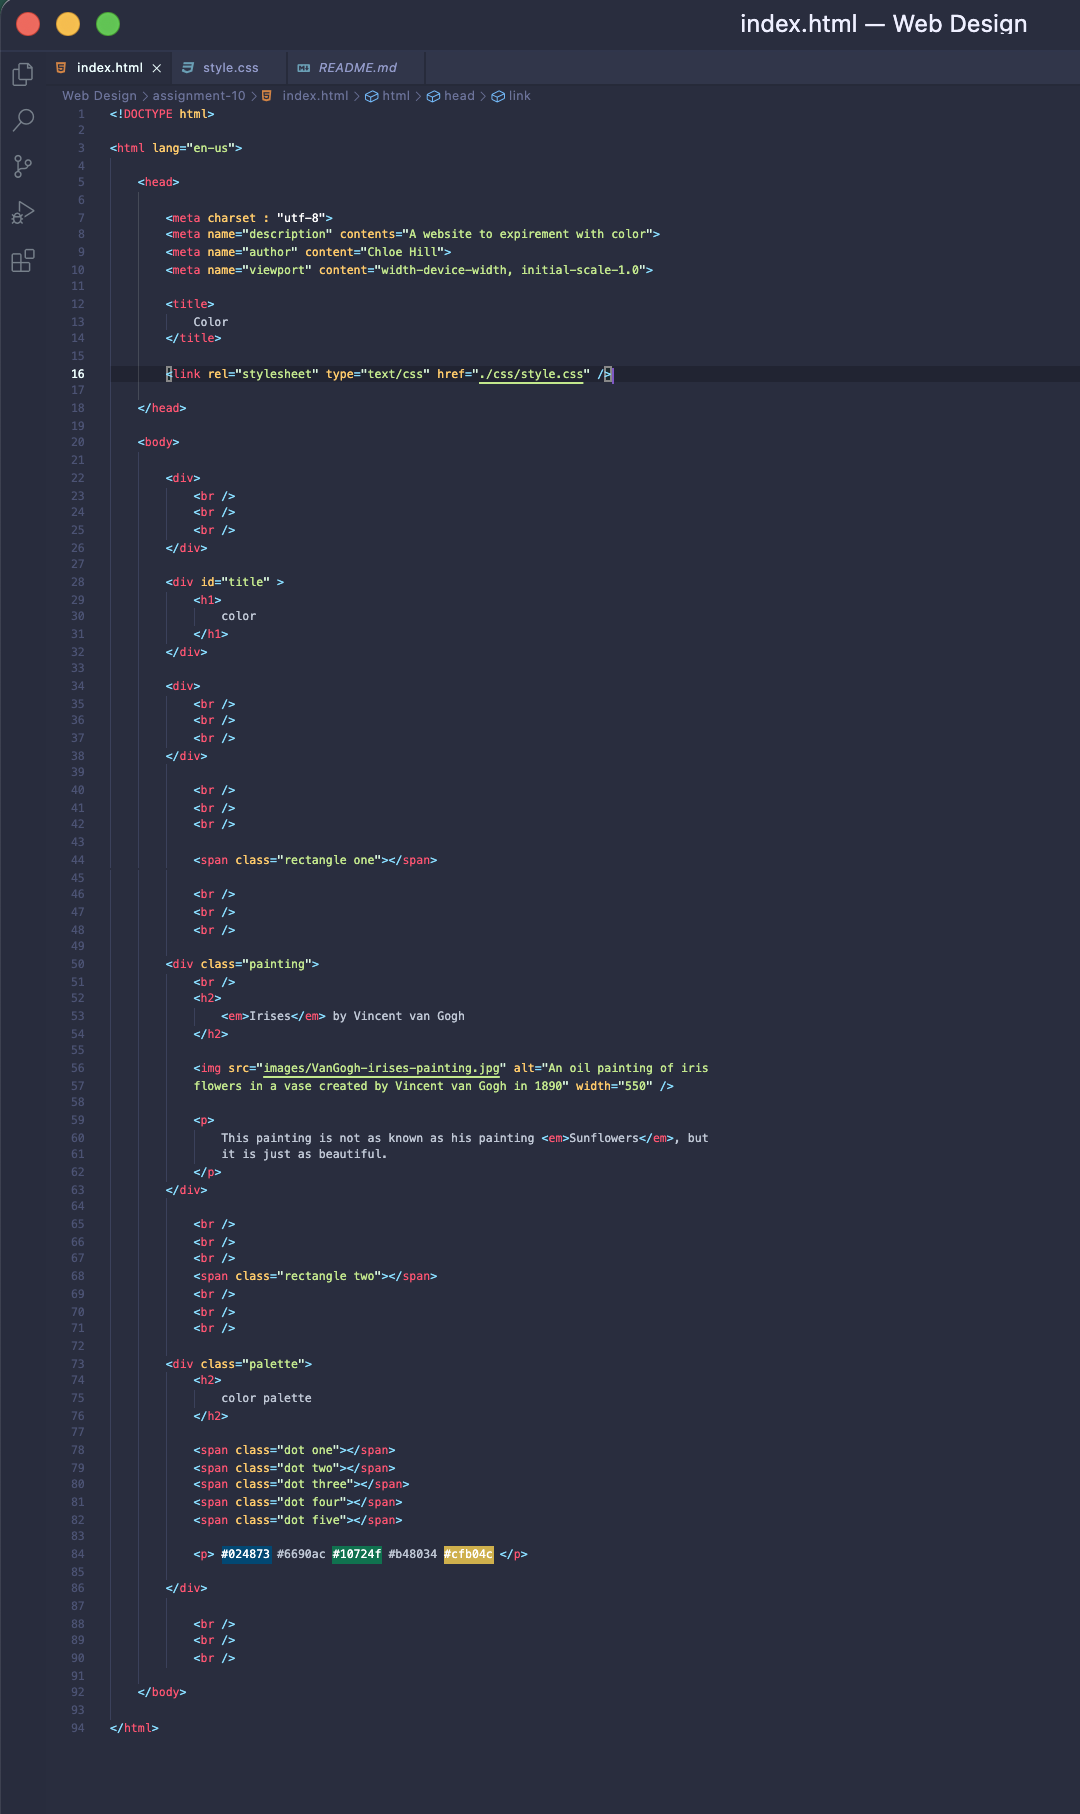 index.html — Web Design
index.html × style.css README.md
Web Design > assignment-10 > index.html > html > head > link
1 <!DOCTYPE html>
2
3 <html lang="en-us">
4
5 <head>
6
7 <meta charset : "utf-8">
8 <meta name="description" contents="A website to expirement with color">
9 <meta name="author" content="Chloe Hill">
10 <meta name="viewport" content="width-device-width, initial-scale-1.0">
11
12 <title>
13 Color
14 </title>
15
16 <link rel="stylesheet" type="text/css" href="./css/style.css" />
17
18 </head>
19
20 <body>
21
22 <div>
23 <br />
24 <br />
25 <br />
26 </div>
27
28 <div id="title" >
29 <h1>
30 color
31 </h1>
32 </div>
33
34 <div>
35 <br />
36 <br />
37 <br />
38 </div>
39
40 <br />
41 <br />
42 <br />
43
44 <span class="rectangle one"></span>
45
46 <br />
47 <br />
48 <br />
49
50 <div class="painting">
51 <br />
52 <h2>
53 <em>Irises</em> by Vincent van Gogh
54 </h2>
55
56 <img src="images/VanGogh-irises-painting.jpg" alt="An oil painting of iris
57 flowers in a vase created by Vincent van Gogh in 1890" width="550" />
58
59 <p>
60 This painting is not as known as his painting <em>Sunflowers</em>, but
61 it is just as beautiful.
62 </p>
63 </div>
64
65 <br />
66 <br />
67 <br />
68 <span class="rectangle two"></span>
69 <br />
70 <br />
71 <br />
72
73 <div class="palette">
74 <h2>
75 color palette
76 </h2>
77
78 <span class="dot one"></span>
79 <span class="dot two"></span>
80 <span class="dot three"></span>
81 <span class="dot four"></span>
82 <span class="dot five"></span>
83
84 <p> #024873 #6690ac #10724f #b48034 #cfb04c </p>
85
86 </div>
87
88 <br />
89 <br />
90 <br />
91
92 </body>
93
94 </html>